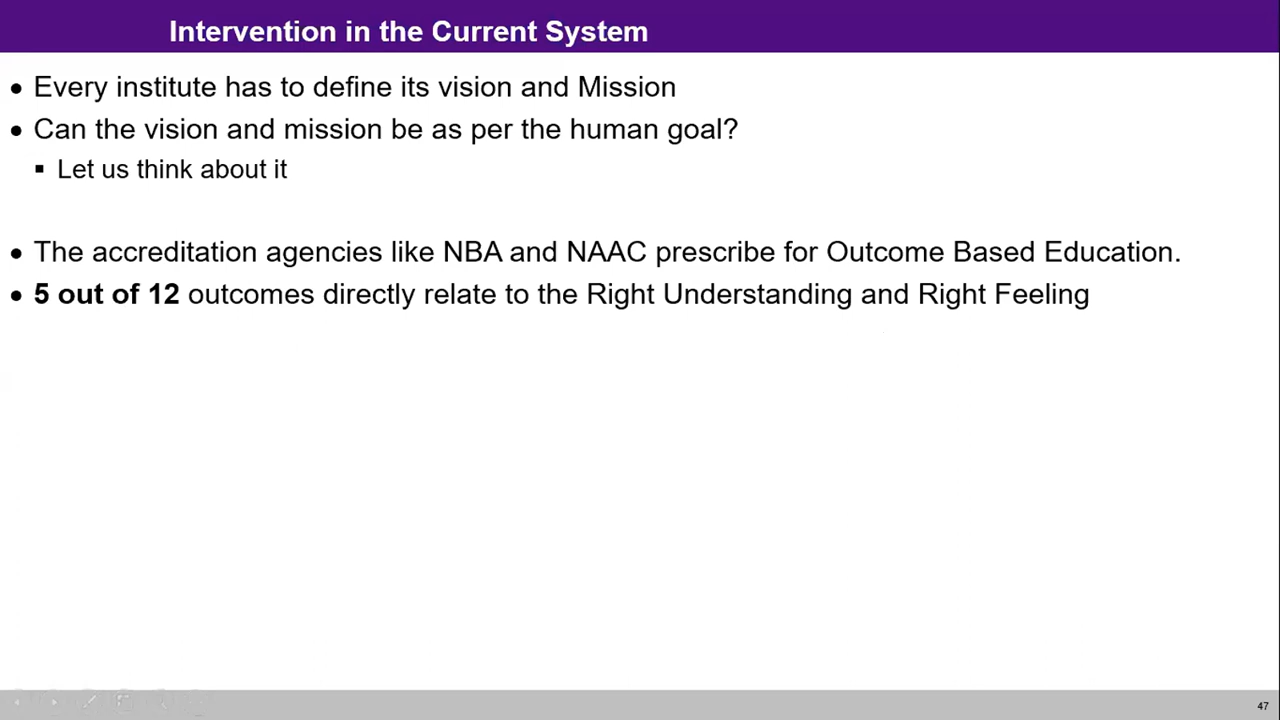 Intervention in the Current System
• Every institute has to define its vision and Mission
• Can the vision and mission be as per the human goal?
▪ Let us think about it
• The accreditation agencies like NBA and NAAC prescribe for Outcome Based Education.
• 5 out of 12 outcomes directly relate to the Right Understanding and Right Feeling
47